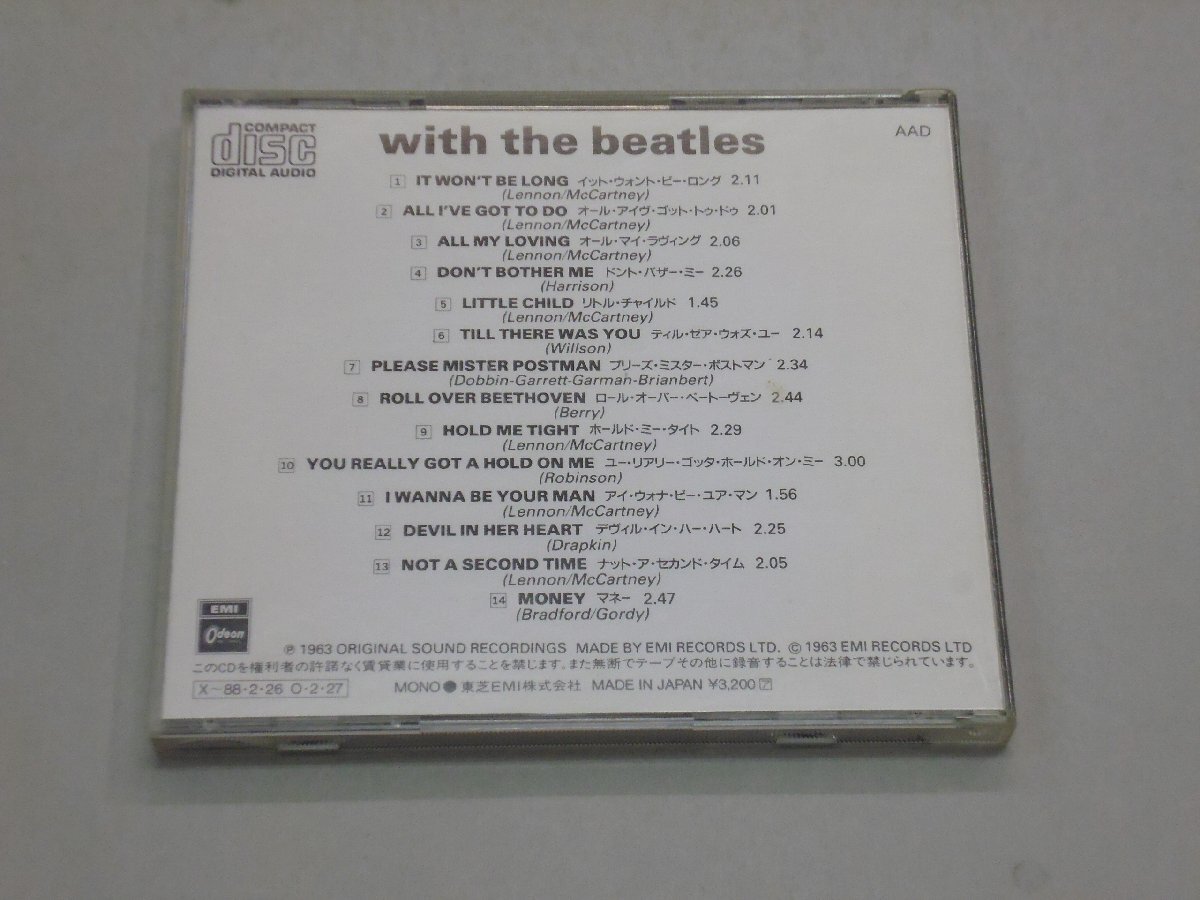 COMPACT
disc
DIGITAL AUDIO
with the beatles
AAD
1 IT WON'T BE LONG イット・ウォント・ビー・ロング 2.11
(Lennon/McCartney)
2 ALL I'VE GOT TO DO オール・アイヴ・ゴット・トゥ・ドゥ 2.01
(Lennon/McCartney)
3 ALL MY LOVING オール・マイ・ラヴィング 2.06
(Lennon/McCartney)
4 DON'T BOTHER ME ドント・バザー・ミー 2.26
(Harrison)
5 LITTLE CHILD リトル・チャイルド 1.45
(Lennon/McCartney)
6 TILL THERE WAS YOU ティル・ゼア・ウォズ・ユー 2.14
(Willson)
7 PLEASE MISTER POSTMAN プリーズ・ミスター・ポストマン 2.34
(Dobbin-Garrett-Garman-Brianbert)
8 ROLL OVER BEETHOVEN ロール・オーバー・ベートーヴェン 2.44
(Berry)
9 HOLD ME TIGHT ホールド・ミー・タイト 2.29
(Lennon/McCartney)
10 YOU REALLY GOT A HOLD ON ME ユー・リアリー・ゴッタ・ホールド・オン・ミー 3.00
(Robinson)
11 I WANNA BE YOUR MAN アイ・ウォナ・ビー・ユア・マン 1.56
(Lennon/McCartney)
12 DEVIL IN HER HEART デヴィル・イン・ハー・ハート 2.25
(Drapkin)
13 NOT A SECOND TIME ナット・ア・セカンド・タイム 2.05
(Lennon/McCartney)
14 MONEY マネー 2.47
(Bradford/Gordy)
EMI
Odeon
℗ 1963 ORIGINAL SOUND RECORDINGS MADE BY EMI RECORDS LTD. © 1963 EMI RECORDS LTD
このCDを権利者の許諾なく賃貸業に使用することを禁じます。また無断でテープその他に録音することは法律で禁じられています。
X-88・2・26 O・2・27
MONO● 東芝EMI株式会社 MADE IN JAPAN ¥3,200